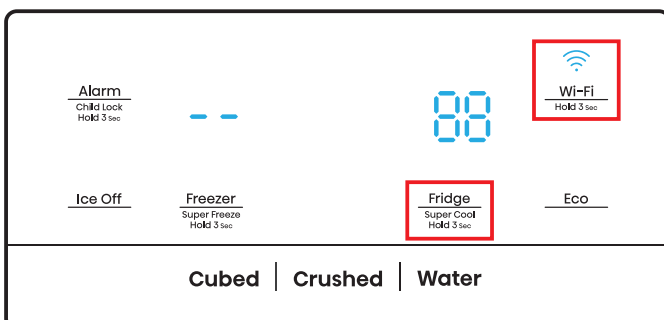 Alarm
Child Lock
Hold 3 Sec
-- 88
Wi-Fi
Hold 3 Sec
Ice Off
Freezer
Super Freeze
Hold 3 Sec
Fridge
Super Cool
Hold 3 Sec
Eco
Cubed | Crushed | Water